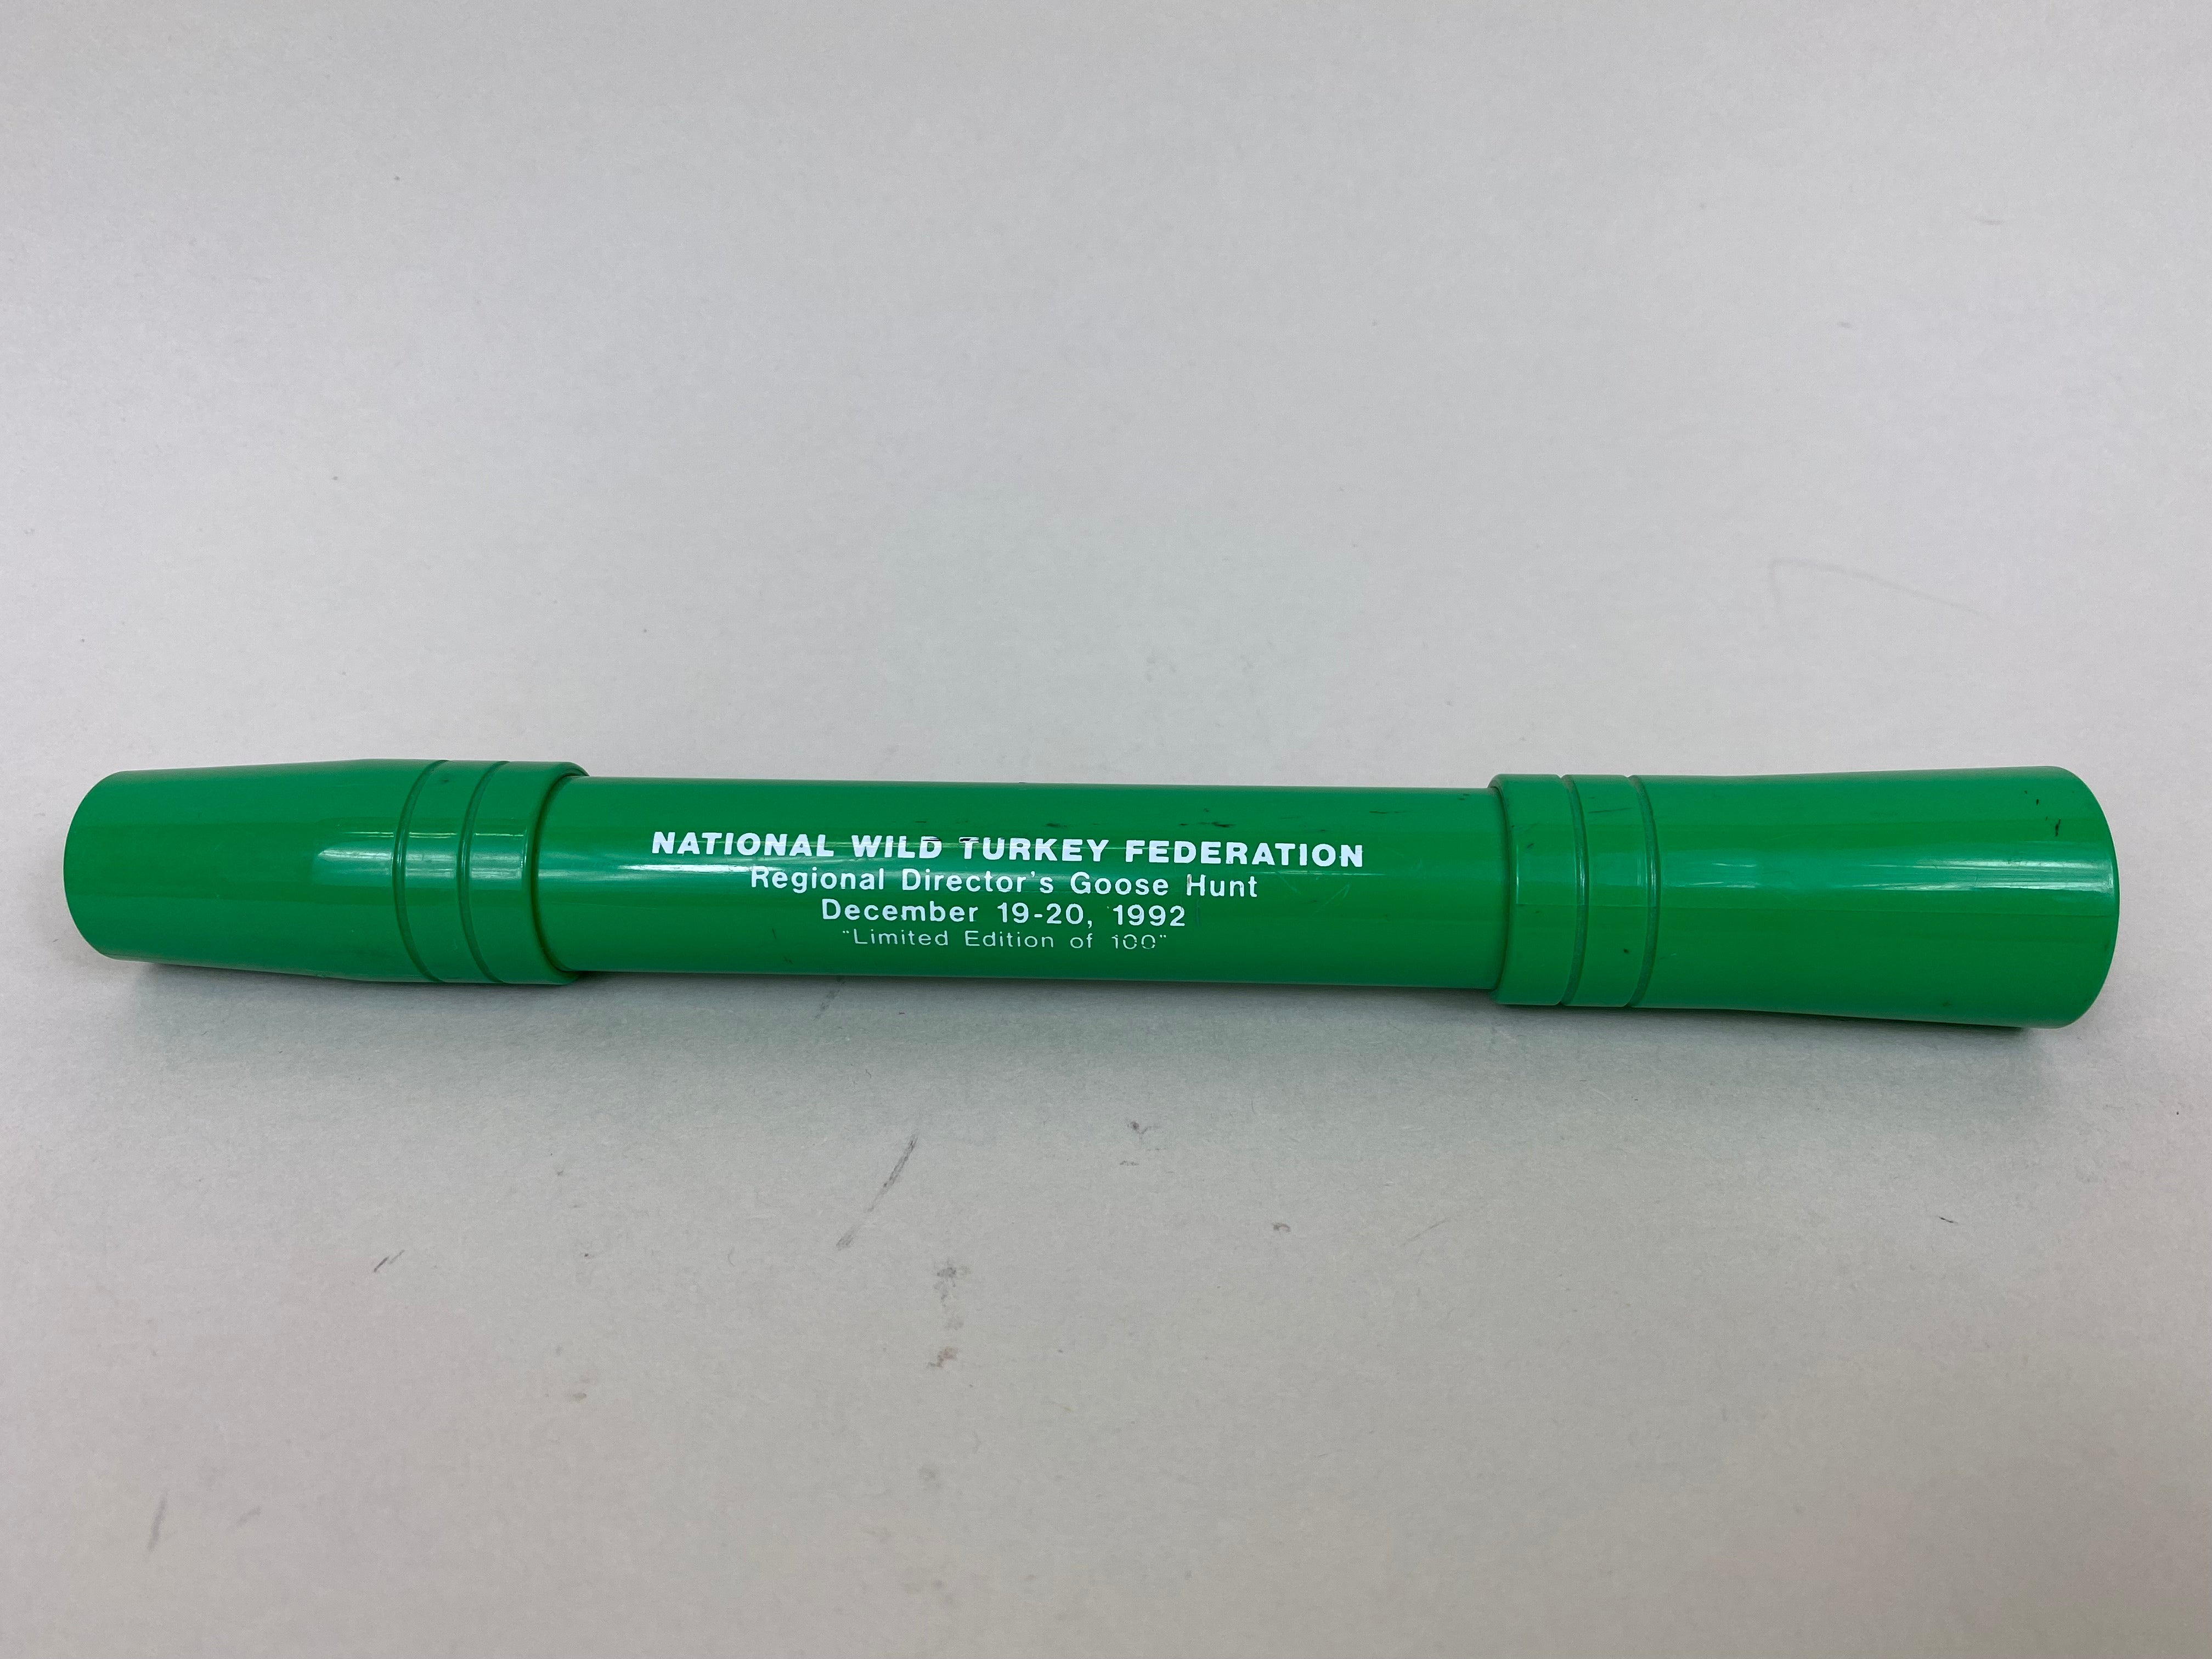 NATIONAL WILD TURKEY FEDERATION
Regional Director's Goose Hunt
December 19-20, 1992
"Limited Edition of 100"